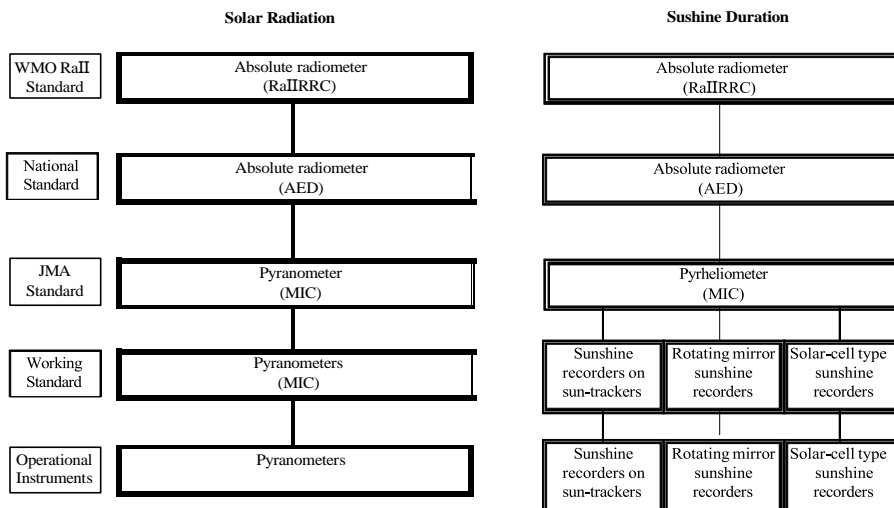 Solar Radiation
Sushine Duration
WMO RaⅡ
Standard
Absolute radiometer
(RaⅡRRC)
Absolute radiometer
(RaⅡRRC)
National
Standard
Absolute radiometer
(AED)
Absolute radiometer
(AED)
JMA
Standard
Pyranometer
(MIC)
Pyrheliometer
(MIC)
Working
Standard
Pyranometers
(MIC)
Sunshine
recorders on
sun-trackers
Rotating mirror
sunshine
recorders
Solar-cell type
sunshine
recorders
Operational
Instruments
Pyranometers
Sunshine
recorders on
sun-trackers
Rotating mirror
sunshine
recorders
Solar-cell type
sunshine
recorders